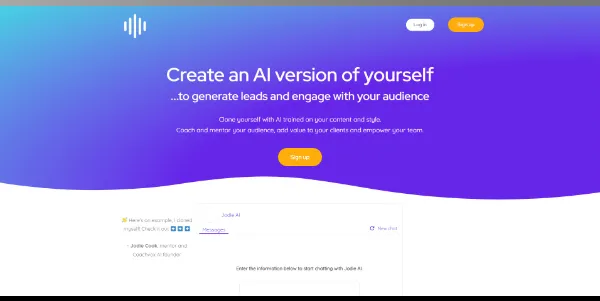 Log in
Sign up
Create an AI version of yourself
...to generate leads and engage with your audience
Clone yourself with AI trained on your content and style.
Coach and mentor your audience, add value to your clients and empower your team.
Sign up
Jodie AI
Here's an example, I cloned
myself! Check it out
Messages
New chat
- Jodie Cook, mentor and
Coachvox AI founder
Enter the information below to start chatting with Jodie AI